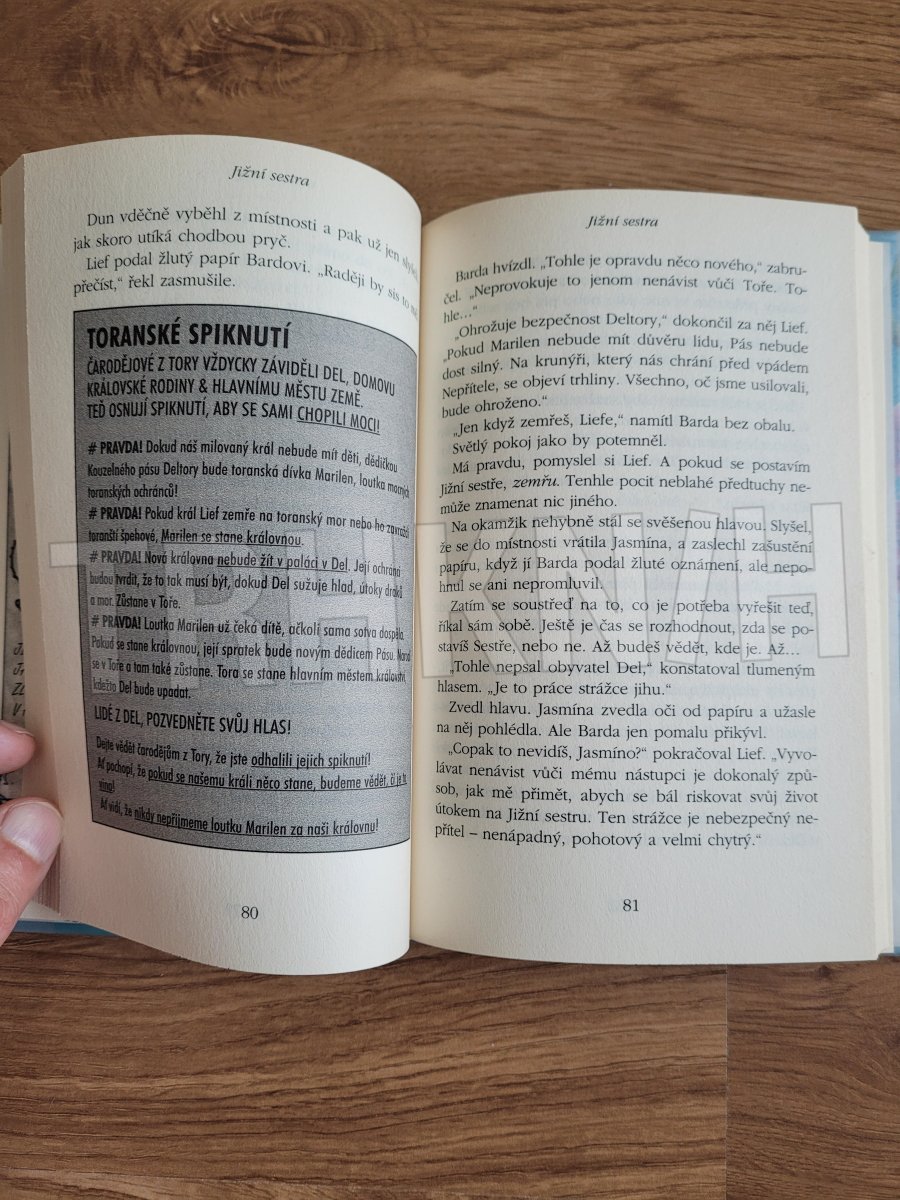 Jižní sestra
Dun vděčně vyběhl z místnosti a pak už jen slyšeli,
jak skoro utíká chodbou pryč.
Lief podal žlutý papír Bardovi. „Raději by sis to měl
přečíst,“ řekl zasmušile.
TORANSKÉ SPIKNUTÍ
ČARODĚJOVÉ Z TORY VŽDYCKY ZÁVIDĚLI DEL, DOMOVU
KRÁLOVSKÉ RODINY & HLAVNÍMU MĚSTU ZEMĚ.
TEĎ OSNUJÍ SPIKNUTÍ, ABY SE SAMI CHOPILI MOCI!
# PRAVDA! Dokud náš milovaný král nebude mít děti, dědičkou
Kouzelného pásu Deltory bude toranská dívka Marilen, loutka mocných
toranských ochránců!
# PRAVDA! Pokud král Lief zemře na toranský mor nebo ho zavraždí
toranští špehové, Marilen se stane královnou.
# PRAVDA! Nová královna nebude žít v paláci v Del. Její ochránci
budou tvrdit, že to tak musí být, dokud Del sužuje hlad, útoky draků
a mor. Zůstane v Toře.
# PRAVDA! Loutka Marilen už čeká dítě, ačkoli sama sotva dospěla.
Pokud se stane královnou, její spratek bude novým dědicem Pásu. Narodí
se v Toře a tam také zůstane. Tora se stane hlavním městem království,
kdežto Del bude upadat.
LIDÉ Z DEL, POZVEDNĚTE SVŮJ HLAS!
Dejte vědět čarodějům z Tory, že jste odhalili jejich spiknutí!
Ať pochopí, že pokud se našemu králi něco stane, budeme vědět, čí je to
vina!
Ať vidí, že nikdy nepřijmeme loutku Marilen za naši královnu!
80
Jižní sestra
Barda hvízdl. „Tohle je opravdu něco nového,“ zabru-
čel. „Neprovokuje to jenom nenávist vůči Toře. To-
hle…“
„Ohrožuje bezpečnost Deltory,“ dokončil za něj Lief.
„Pokud Marilen nebude mít důvěru lidu, Pás nebude
dost silný. Na krunýři, který nás chrání před vpádem
Nepřítele, se objeví trhliny. Všechno, oč jsme usilovali,
bude ohroženo.“
„Jen když zemřeš, Liefe,“ namítl Barda bez obalu.
Světlý pokoj jako by potemněl.
Má pravdu, pomyslel si Lief. A pokud se postavím
Jižní sestře, zemřu. Tenhle pocit neblahé předtuchy ne-
může znamenat nic jiného.
Na okamžik nehybně stál se svěšenou hlavou. Slyšel,
že se do místnosti vrátila Jasmína, a zaslechl zašustění
papíru, když jí Barda podal žluté oznámení, ale nepo-
hnul se ani nepromluvil.
Zatím se soustřeď na to, co je potřeba vyřešit teď,
říkal sám sobě. Ještě je čas se rozhodnout, zda se po-
stavíš Sestře, nebo ne. Až budeš vědět, kde je. Až…
„Tohle nepsal obyvatel Del,“ konstatoval tlumeným
hlasem. „Je to práce strážce jihu.“
Zvedl hlavu. Jasmína zvedla oči od papíru a užasle
na něj pohlédla. Ale Barda jen pomalu přikývl.
„Copak to nevidíš, Jasmíno?“ pokračoval Lief. „Vyvo-
lávat nenávist vůči mému nástupci je dokonalý způ-
sob, jak mě přimět, abych se bál riskovat svůj život
útokem na Jižní sestru. Ten strážce je nebezpečný ne-
přítel – nenápadný, pohotový a velmi chytrý.“
81
TRHKNIH